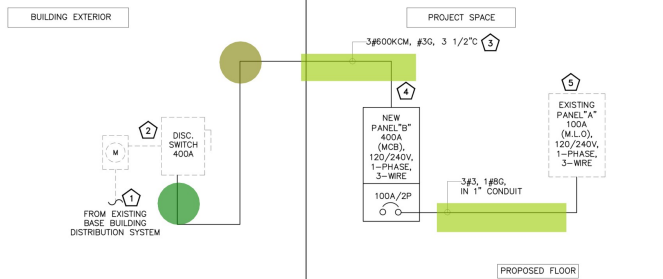 BUILDING EXTERIOR
PROJECT SPACE
3#600KCM, #3G, 3 1/2"C
3
4
5
2
M
DISC.
SWITCH
400A
1
FROM EXISTING
BASE BUILDING
DISTRIBUTION SYSTEM
NEW
PANEL"B"
400A
(MCB),
120/240V,
1-PHASE,
3-WIRE
100A/2P
3#3, 1#8G,
IN 1" CONDUIT
EXISTING
PANEL"A"
100A
(M.L.O),
120/240V,
1-PHASE,
3-WIRE
PROPOSED FLOOR